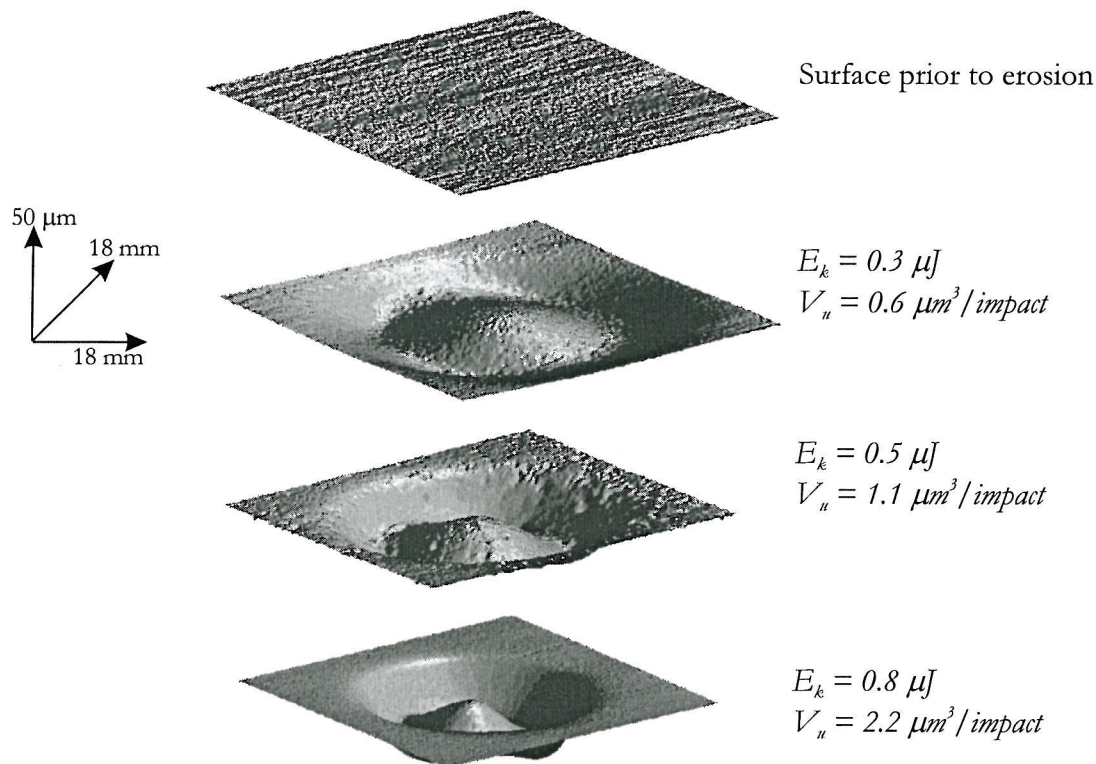 Surface prior to erosion
50 μm
18 mm
18 mm
E_k = 0.3 μJ
V_u = 0.6 μm³/impact
E_k = 0.5 μJ
V_u = 1.1 μm³/impact
E_k = 0.8 μJ
V_u = 2.2 μm³/impact